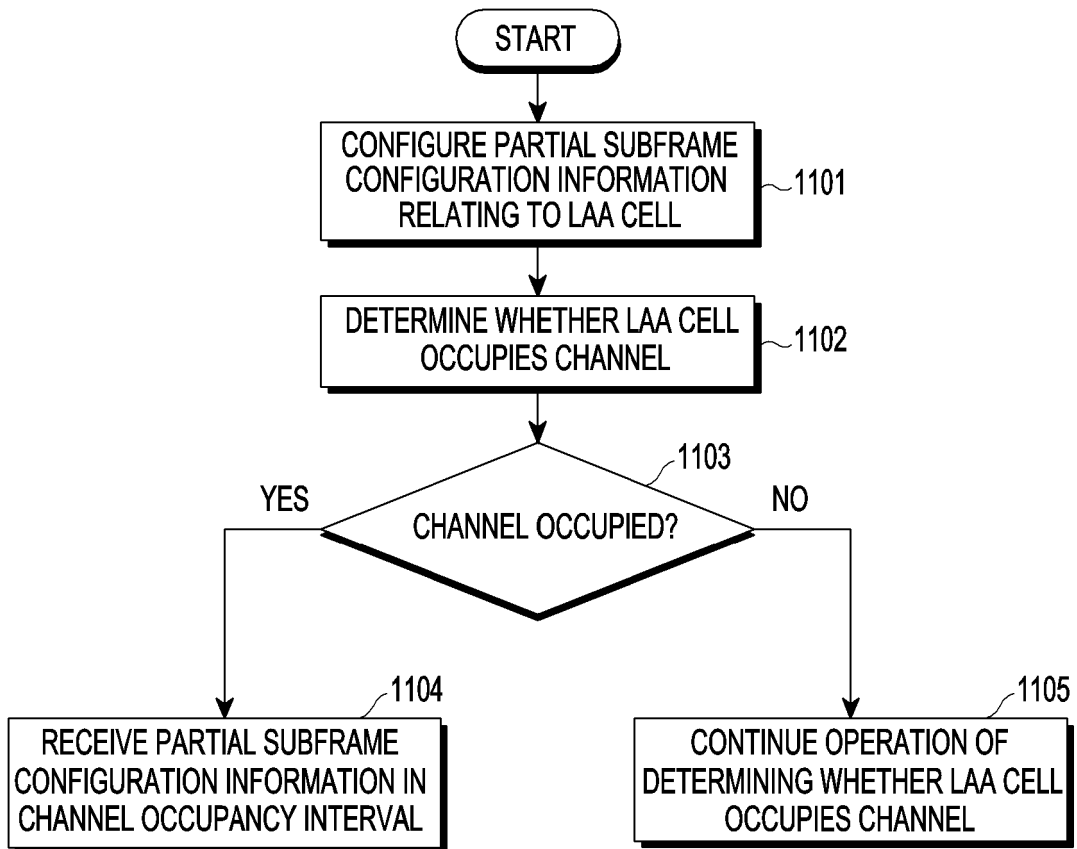 START
CONFIGURE PARTIAL SUBFRAME
CONFIGURATION INFORMATION
RELATING TO LAA CELL
1101
DETERMINE WHETHER LAA CELL
OCCUPIES CHANNEL
1102
1103
YES
NO
CHANNEL OCCUPIED?
1104
RECEIVE PARTIAL SUBFRAME
CONFIGURATION INFORMATION IN
CHANNEL OCCUPANCY INTERVAL
1105
CONTINUE OPERATION OF
DETERMINING WHETHER LAA CELL
OCCUPIES CHANNEL